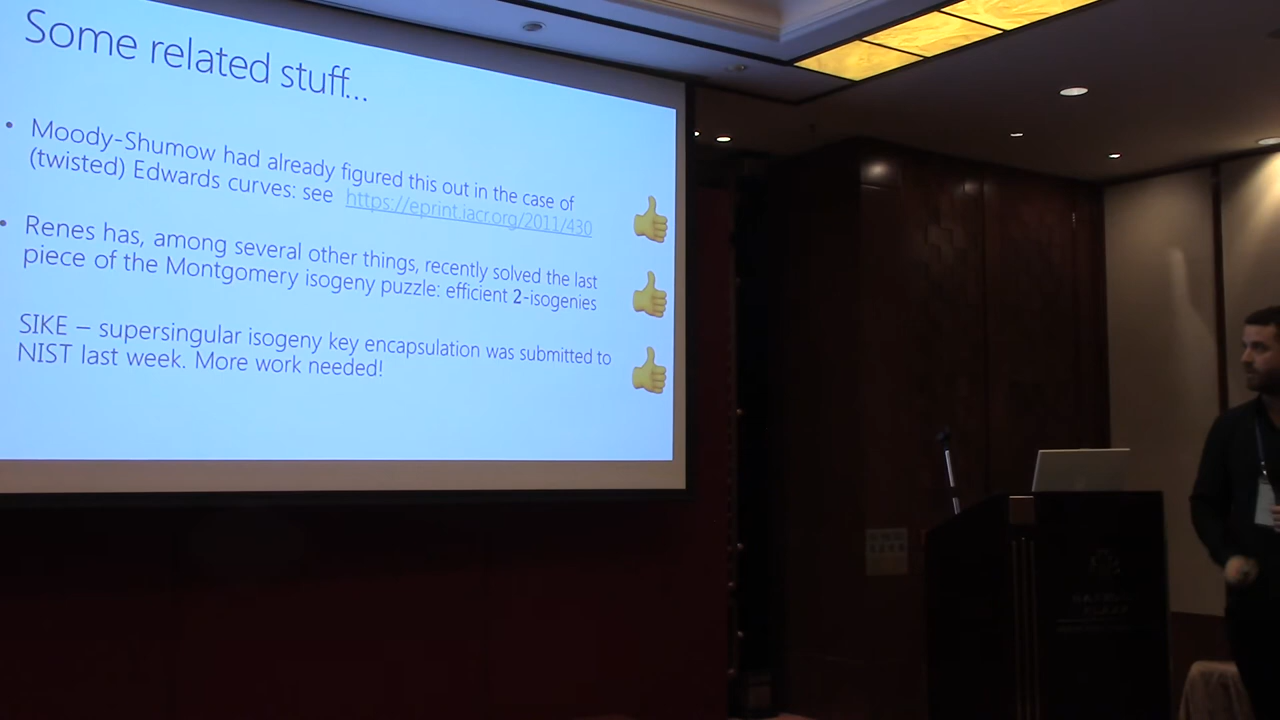 Some related stuff...
• Moody-Shumow had already figured this out in the case of
(twisted) Edwards curves: see https://eprint.iacr.org/2011/430
• Renes has, among several other things, recently solved the last
piece of the Montgomery isogeny puzzle: efficient 2-isogenies
SIKE – supersingular isogeny key encapsulation was submitted to
NIST last week. More work needed!